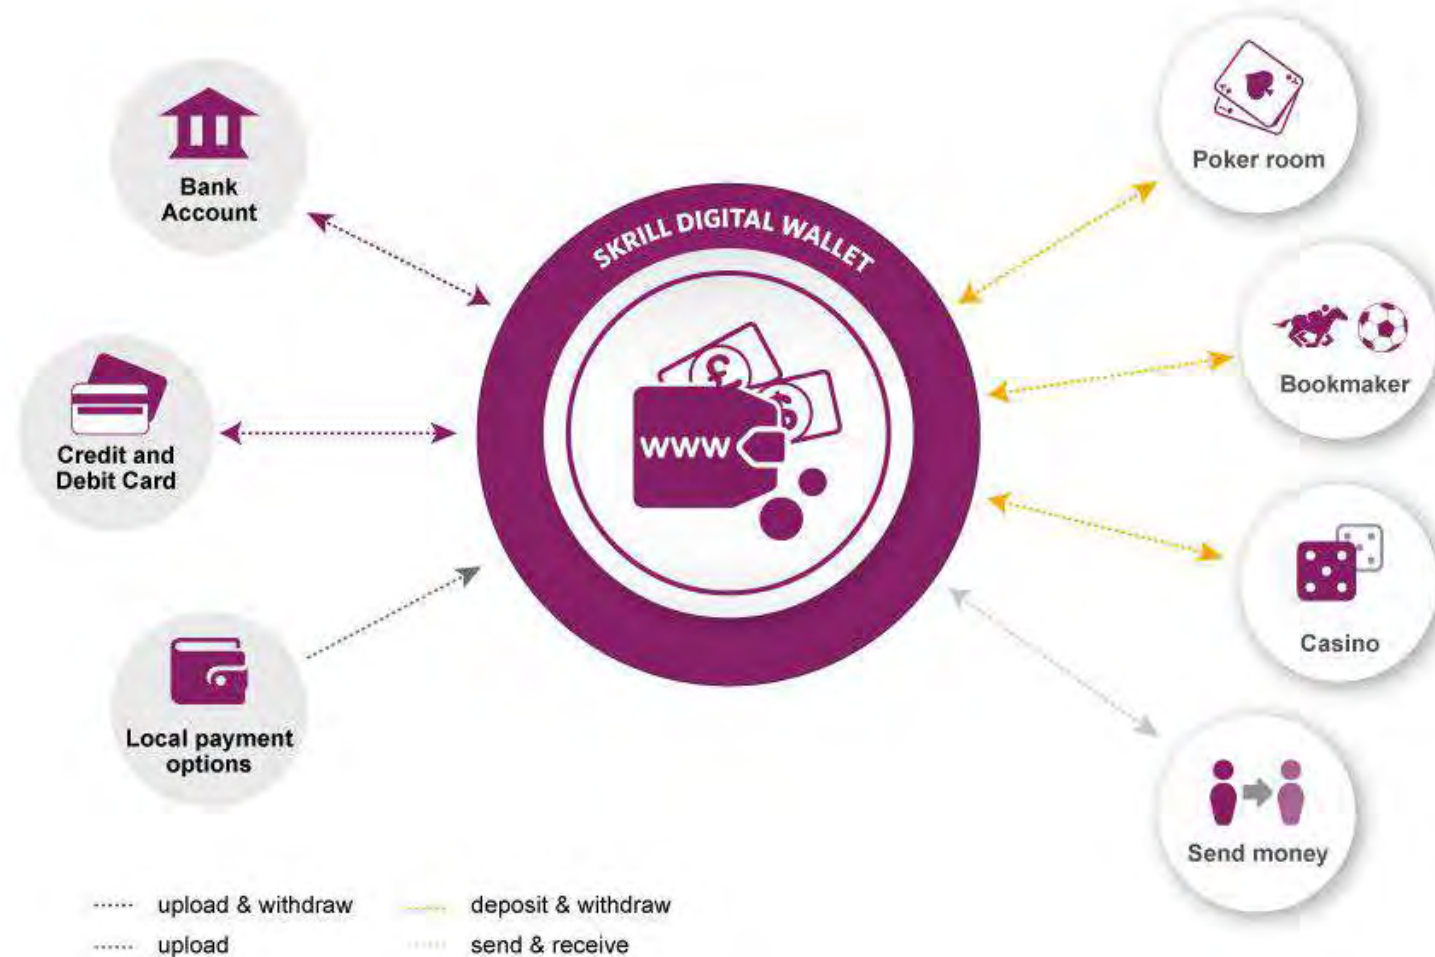 Poker room
Bank
Account
SKRILL DIGITAL WALLET
Bookmaker
www
Credit and
Debit Card
Casino
Local payment
options
Send money
upload & withdraw
deposit & withdraw
upload
send & receive